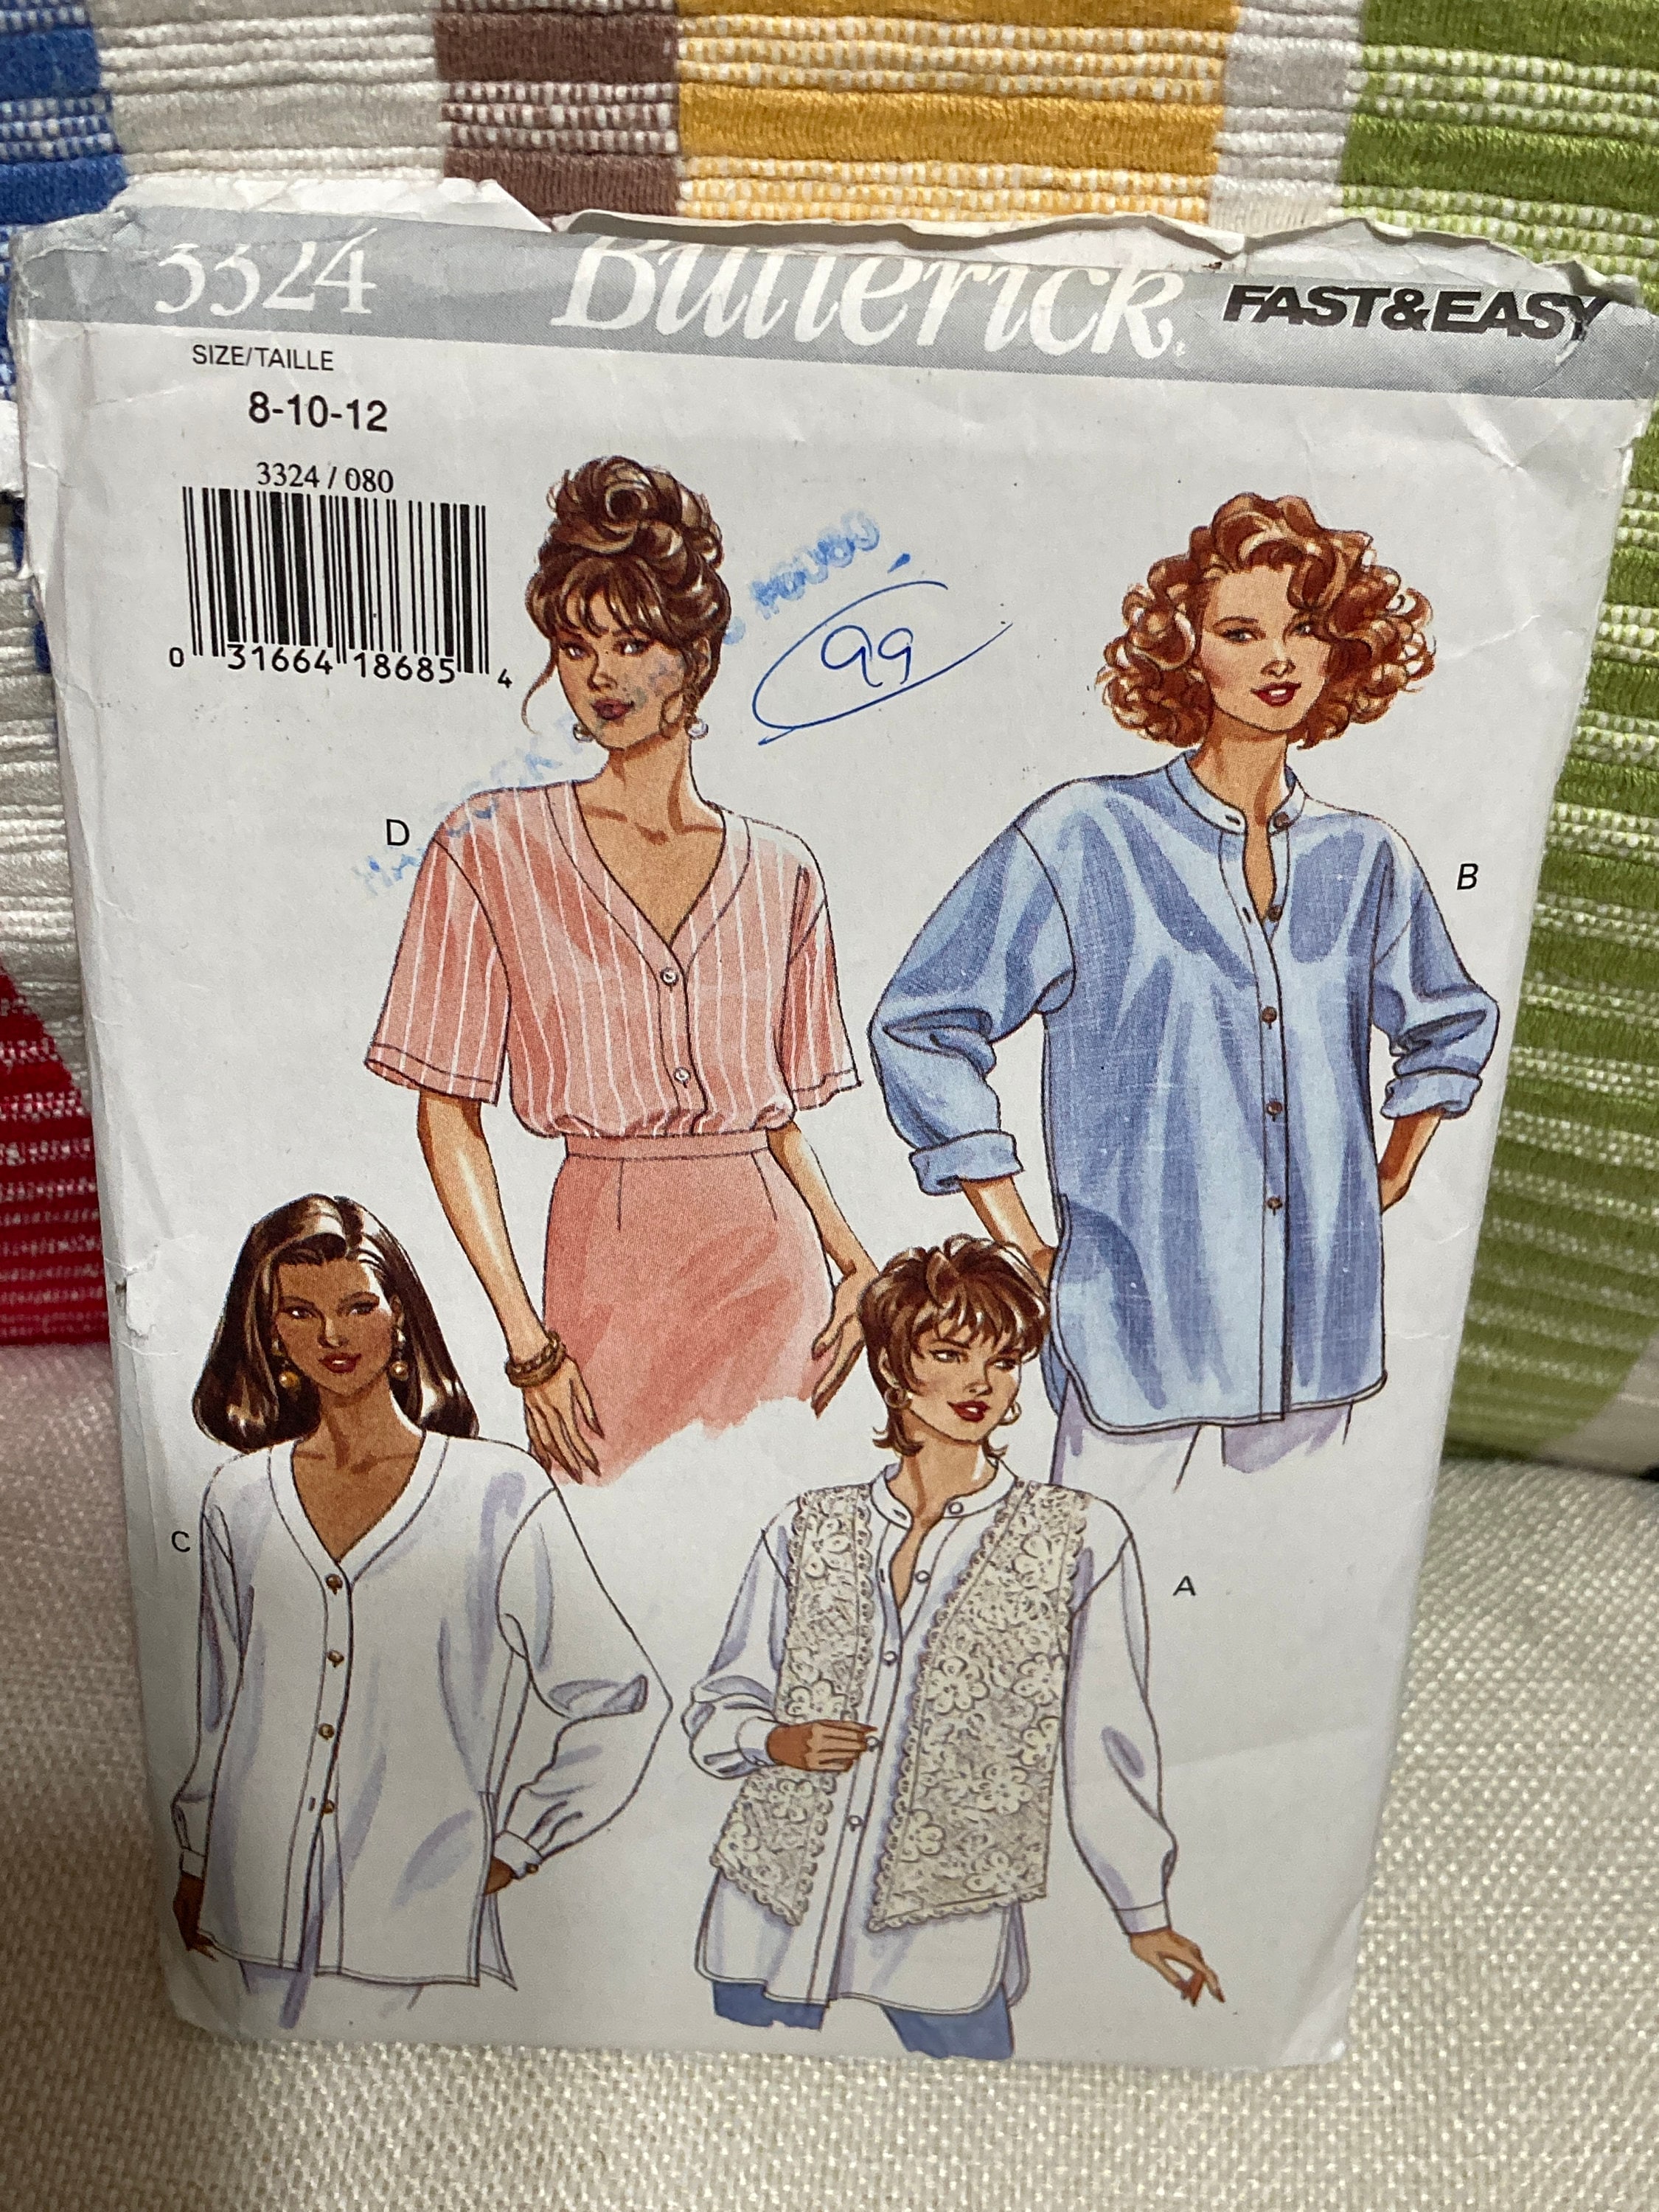 3324 Butterick FAST&EASY
SIZE/TAILLE
8-10-12
3324 / 080
0 31664 18685 4
99
D
B
C
A